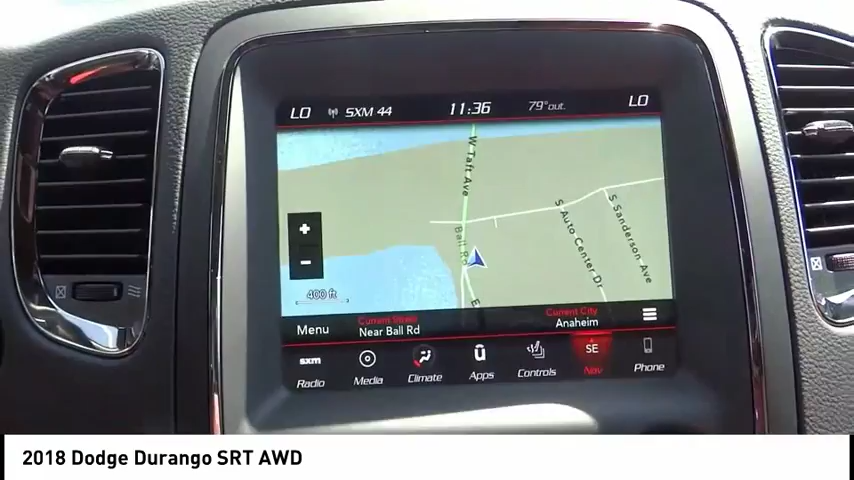 LO SXM 44 11:36 79° out. LO
W Taft Ave
S Sanderson Ave
S Auto Center Dr
Ball Rd
E
+
-
400 ft
Menu
Current Street
Near Ball Rd
Current City
Anaheim
sxm
Radio
Media
Climate
Apps
Controls
SE
Nav
Phone
2018 Dodge Durango SRT AWD